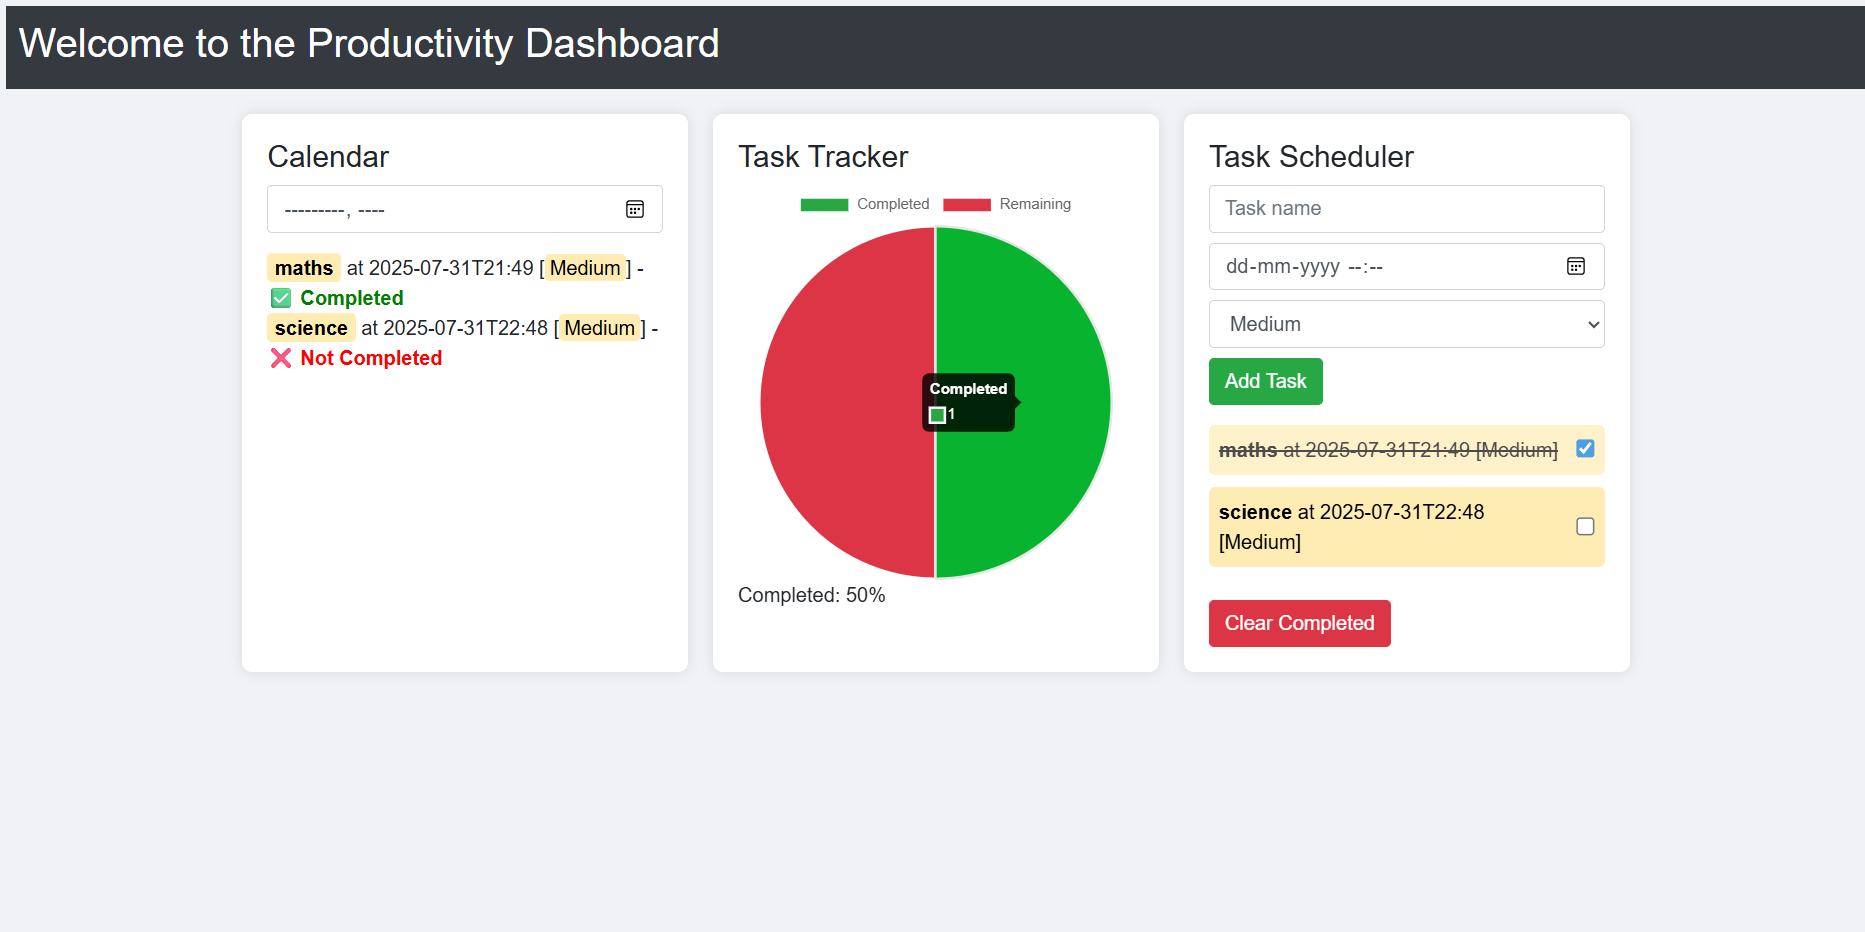 Welcome to the Productivity Dashboard
Calendar
---------, ----
maths at 2025-07-31T21:49 [Medium] -
✅ Completed
science at 2025-07-31T22:48 [Medium] -
❌ Not Completed
Task Tracker
Completed Remaining
Completed
1
Completed: 50%
Task Scheduler
Task name
dd-mm-yyyy --:--
Medium
Add Task
maths at 2025-07-31T21:49 [Medium]
science at 2025-07-31T22:48
[Medium]
Clear Completed